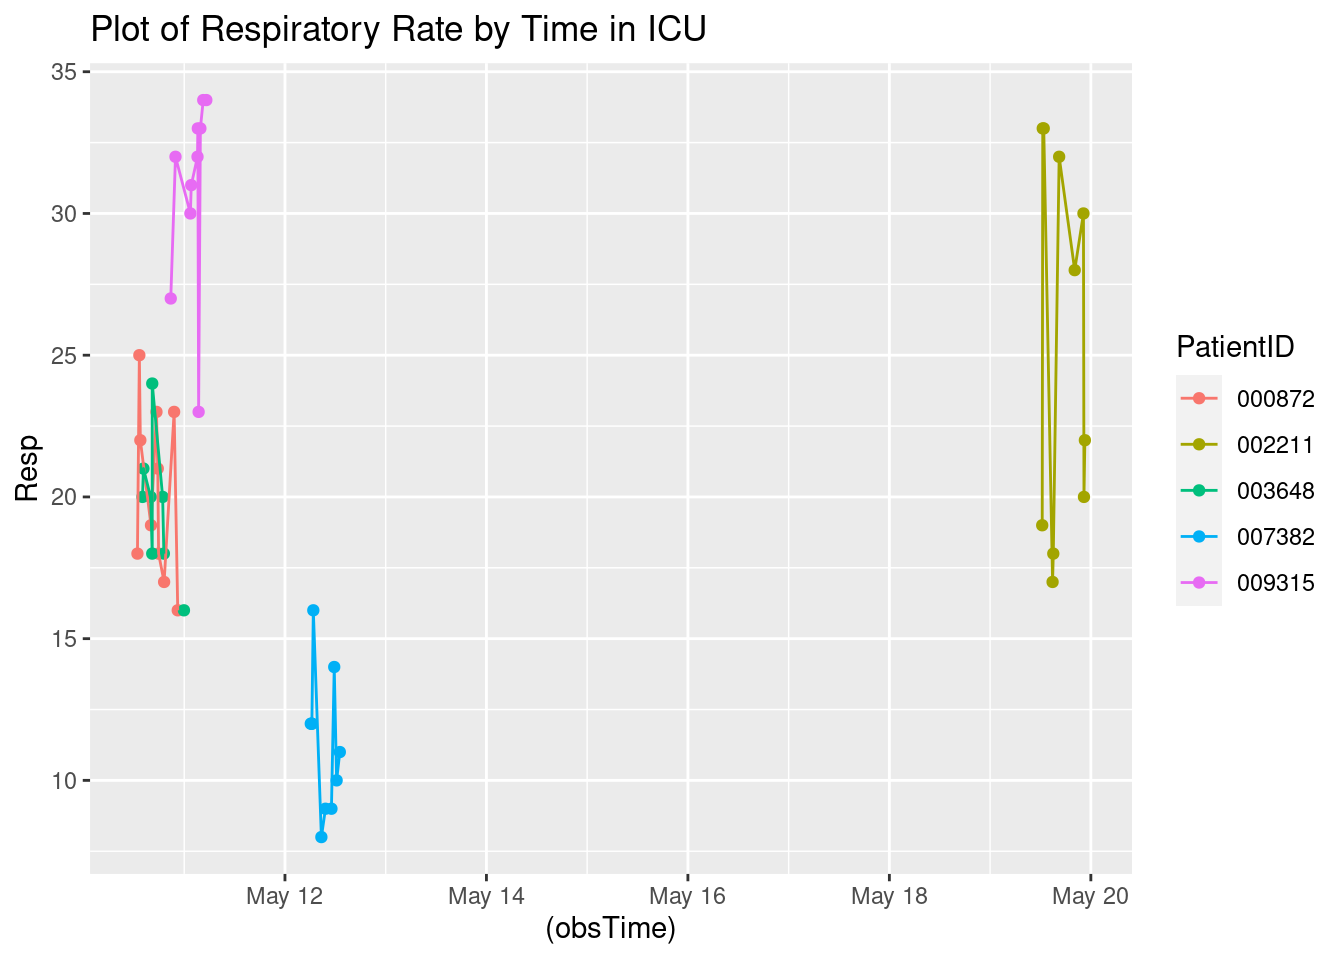 Plot of Respiratory Rate by Time in ICU
35
30
25
20
15
10
Resp
May 12
May 14
May 16
May 18
May 20
(obsTime)
PatientID
000872
002211
003648
007382
009315